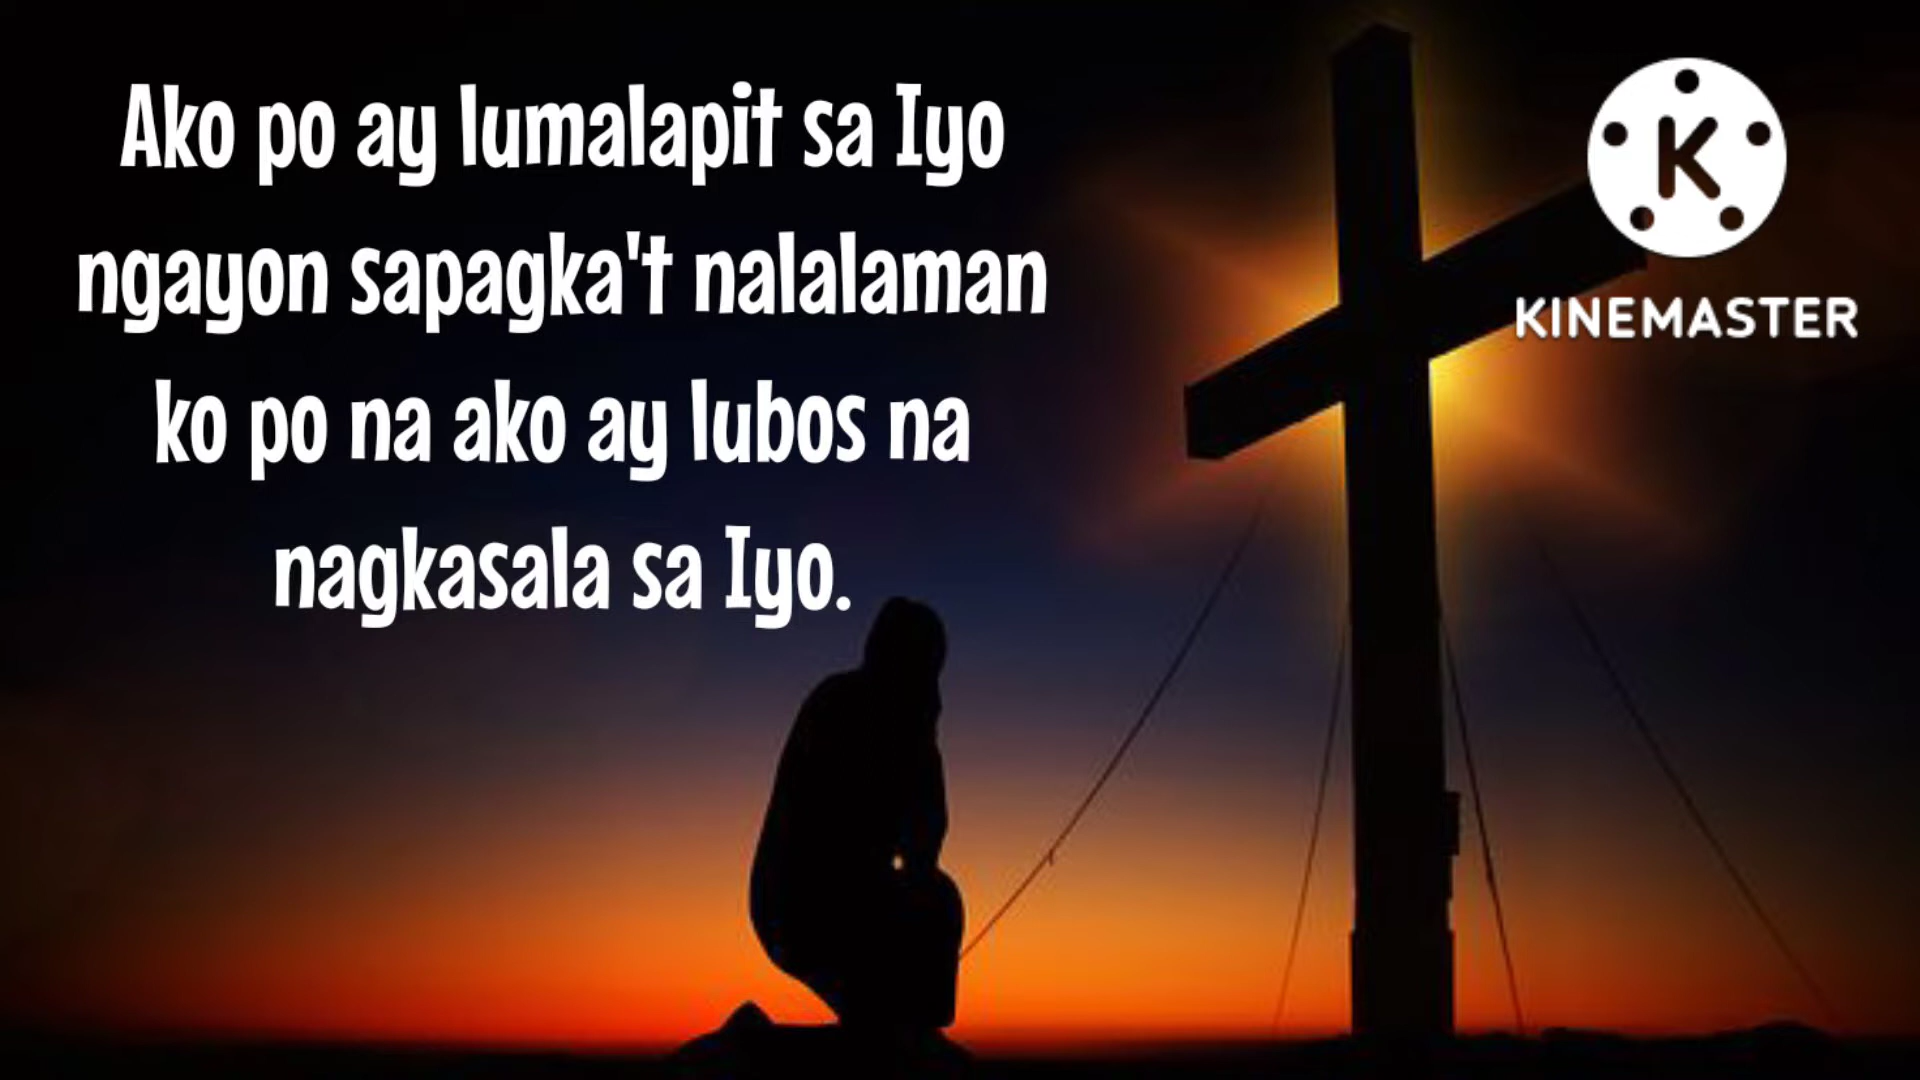 Ako po ay lumalapit sa Iyo
ngayon sapagka't nalalaman
ko po na ako ay lubos na
nagkasala sa Iyo.
K
KINEMASTER